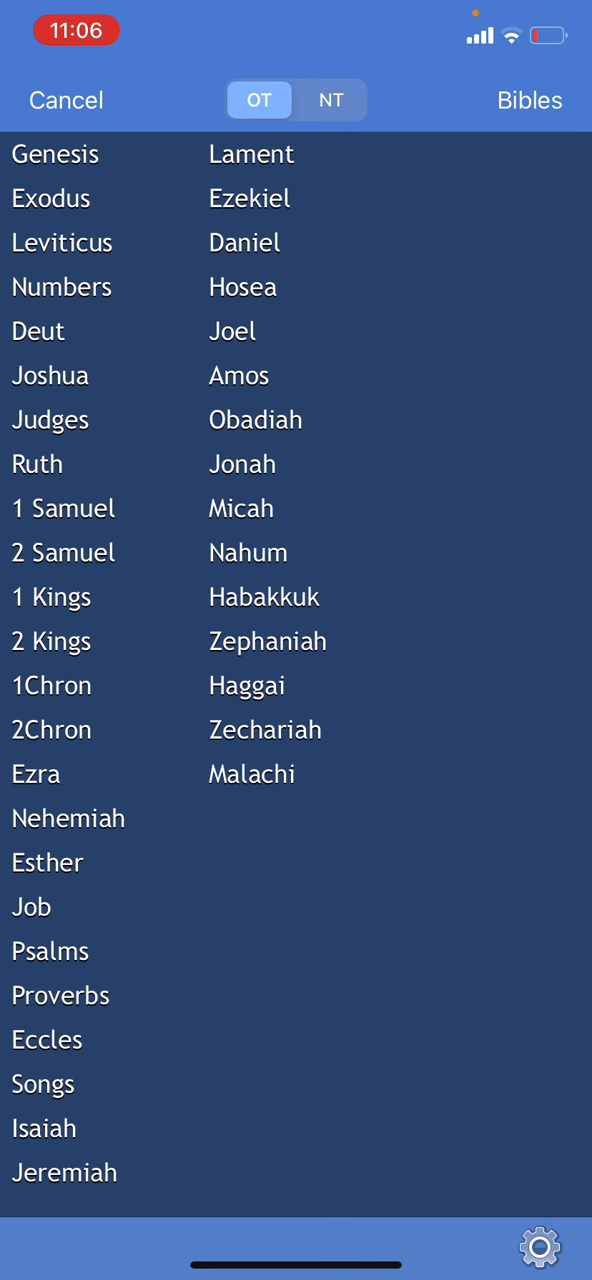 11:06
Cancel OT NT Bibles
Genesis
Exodus
Leviticus
Numbers
Deut
Joshua
Judges
Ruth
1 Samuel
2 Samuel
1 Kings
2 Kings
1Chron
2Chron
Ezra
Nehemiah
Esther
Job
Psalms
Proverbs
Eccles
Songs
Isaiah
Jeremiah
Lament
Ezekiel
Daniel
Hosea
Joel
Amos
Obadiah
Jonah
Micah
Nahum
Habakkuk
Zephaniah
Haggai
Zechariah
Malachi